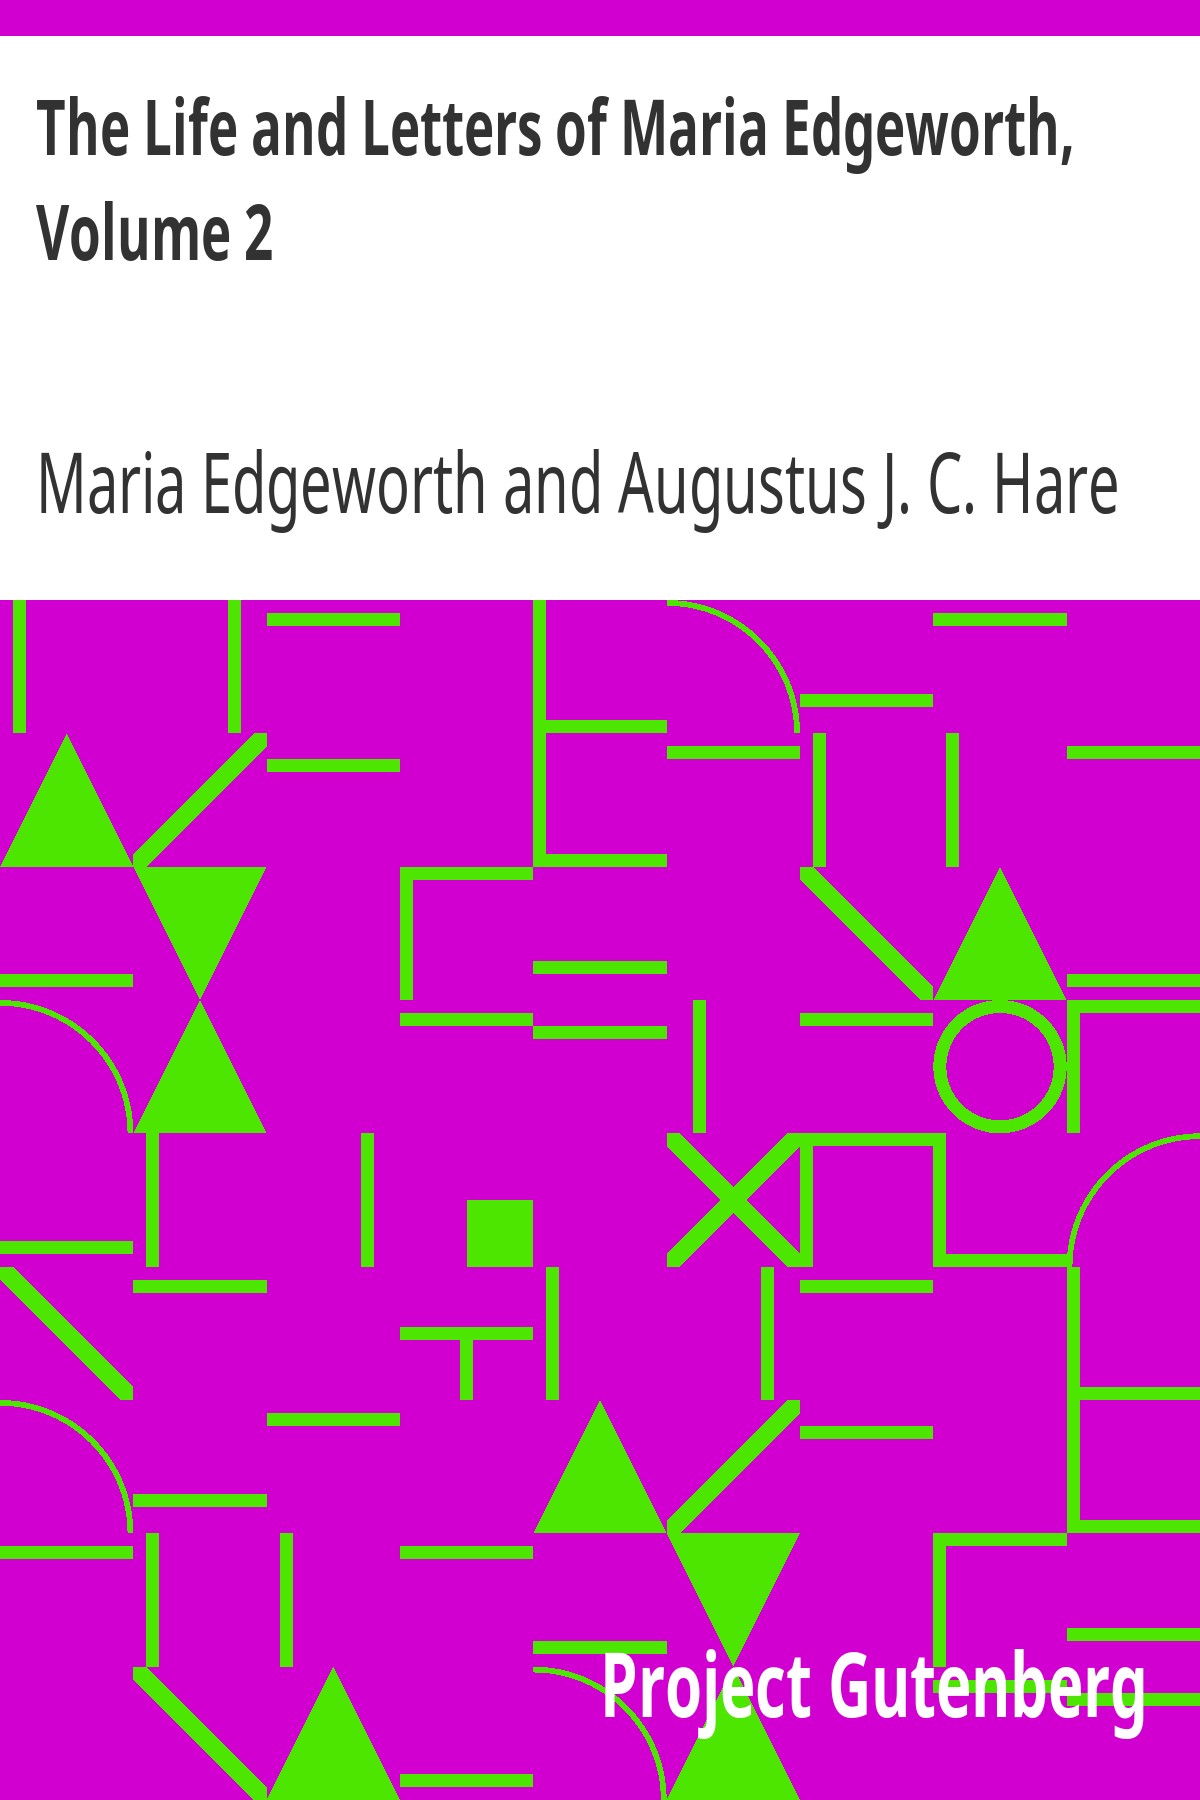 The Life and Letters of Maria Edgeworth,
Volume 2
Maria Edgeworth and Augustus J. C. Hare
Project Gutenberg